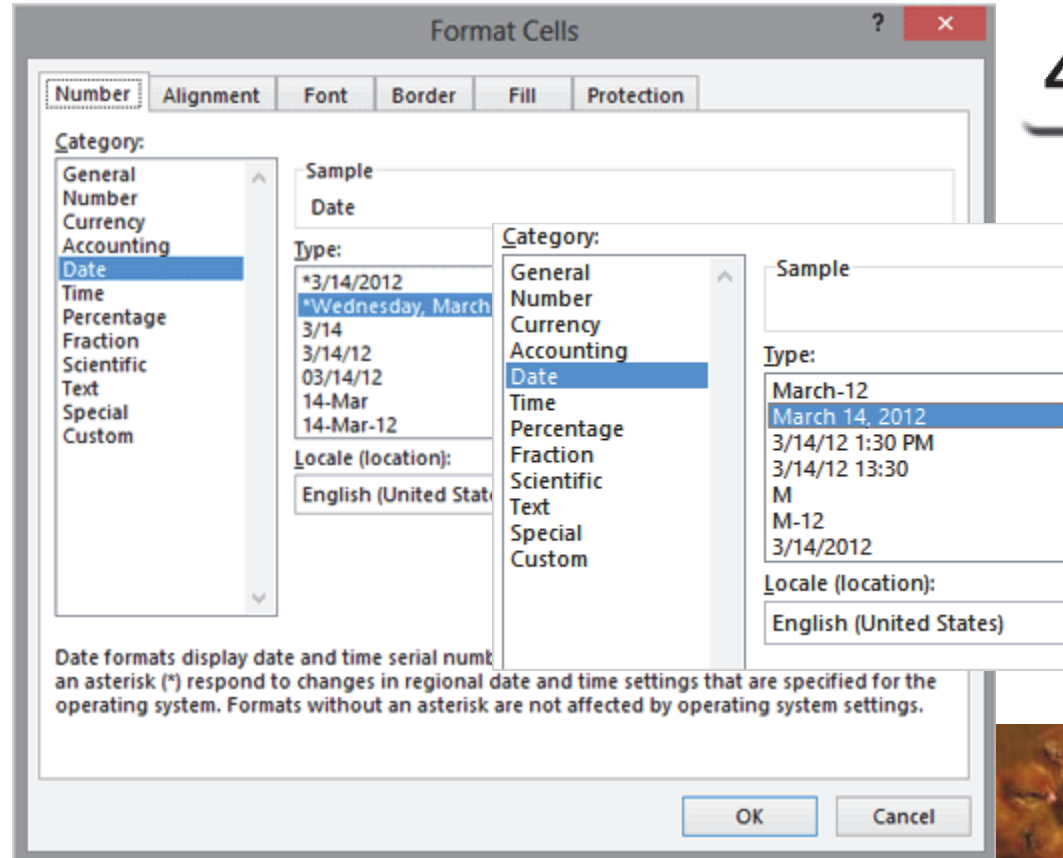 Format Cells
?
×
Number Alignment Font Border Fill Protection
Category:
General
Number
Currency
Accounting
Date
Time
Percentage
Fraction
Scientific
Text
Special
Custom
Sample
Date
Type:
*3/14/2012
*Wednesday, March
3/14
3/14/12
03/14/12
14-Mar
14-Mar-12
Locale (location):
English (United
Category:
General
Number
Currency
Accounting
Date
Time
Percentage
Fraction
Scientific
Text
Special
Custom
Sample
Type:
March-12
March 14, 2012
3/14/12 1:30 PM
3/14/12 13:30
M
M-12
3/14/2012
Locale (location):
English (United States)
Date formats display date and time serial
an asterisk (*) respond to changes in regional date and time settings that are specified for the
operating system. Formats without an asterisk are not affected by operating system settings.
OK Cancel